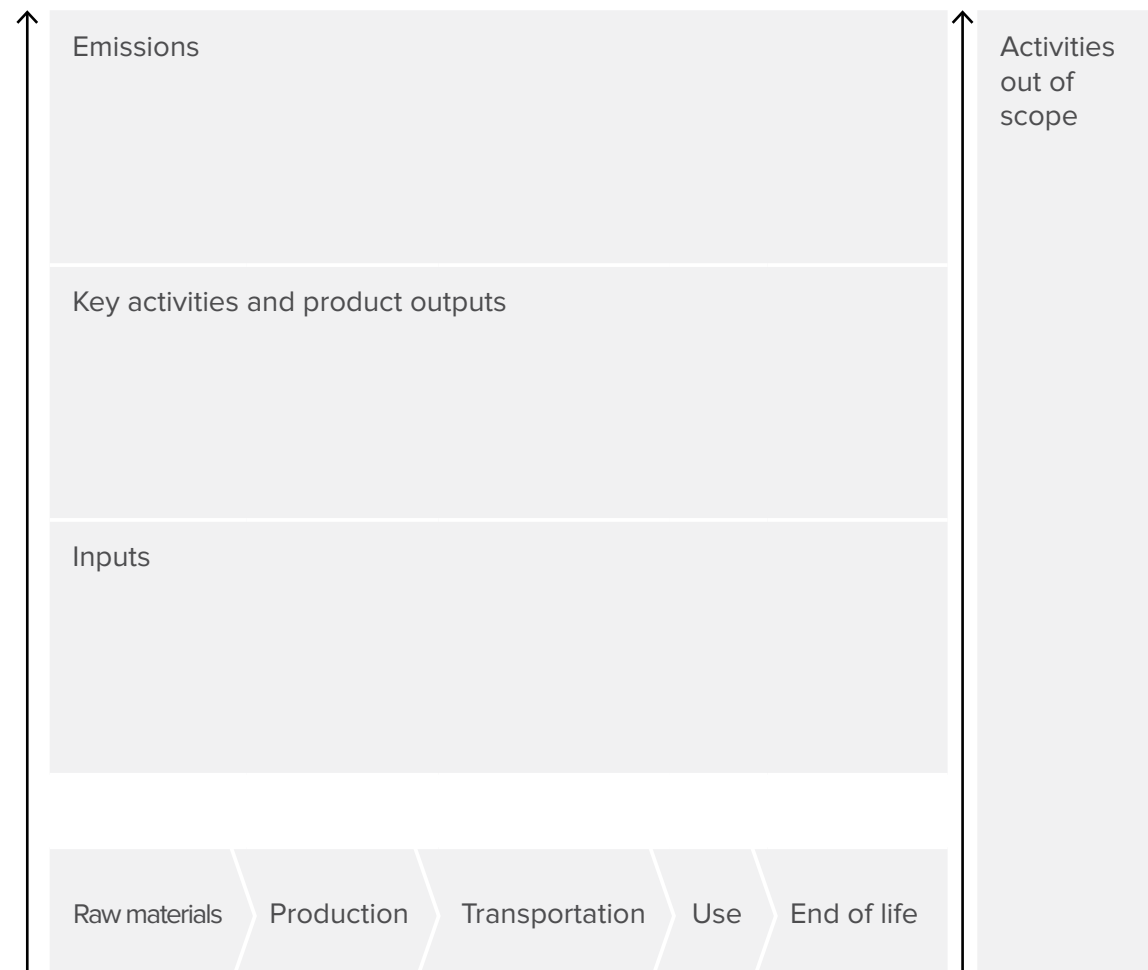 Emissions
Activities
out of
scope
Key activities and product outputs
Inputs
Raw materials
Production
Transportation
Use
End of life